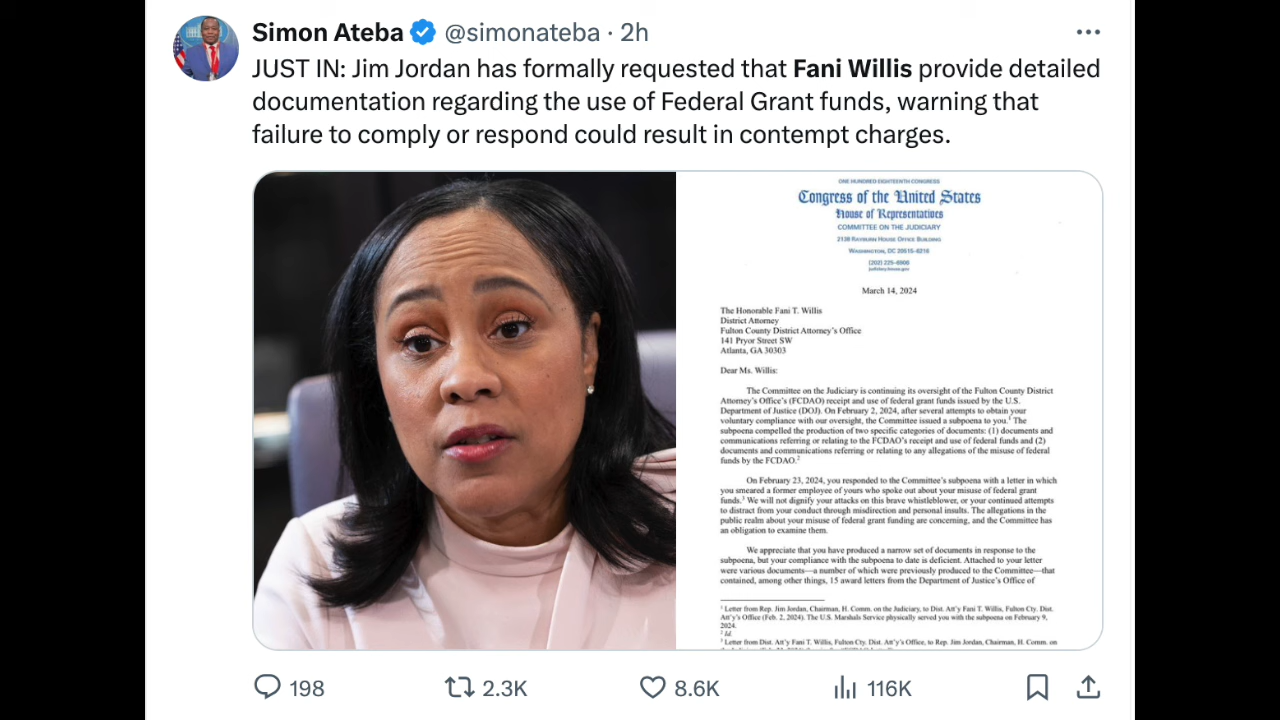 Simon Ateba @simonateba · 2h
JUST IN: Jim Jordan has formally requested that Fani Willis provide detailed
documentation regarding the use of Federal Grant funds, warning that
failure to comply or respond could result in contempt charges.
ONE HUNDRED EIGHTEENTH CONGRESS
Congress of the United States
House of Representatives
COMMITTEE ON THE JUDICIARY
2138 RAYBURN HOUSE OFFICE BUILDING
WASHINGTON, DC 20515-6216
(202) 225-6906
judiciary.house.gov
March 14, 2024
The Honorable Fani T. Willis
District Attorney
Fulton County District Attorney's Office
141 Pryor Street SW
Atlanta, GA 30303
Dear Ms. Willis:
The Committee on the Judiciary is continuing its oversight of the Fulton County District
Attorney's Office's (FCDAO) receipt and use of federal grant funds issued by the U.S.
Department of Justice (DOJ). On February 2, 2024, after several attempts to obtain your
voluntary compliance with our oversight, the Committee issued a subpoena to you.1 The
subpoena compelled the production of two specific categories of documents: (1) documents and
communications referring or relating to the FCDAO's receipt and use of federal funds and (2)
documents and communications referring or relating to any allegations of the misuse of federal
funds by the FCDAO.2
On February 23, 2024, you responded to the Committee's subpoena with a letter in which
you smeared a former employee of yours who spoke out about your misuse of federal grant
funds.3 We will not dignify your attacks on this brave whistleblower, or your continued attempts
to distract from your conduct through misdirection and personal insults. The allegations in the
public realm about your misuse of federal grant funding are concerning, and the Committee has
an obligation to examine them.
We appreciate that you have produced a narrow set of documents in response to the
subpoena, but your compliance with the subpoena to date is deficient. Attached to your letter
were various documents—a number of which were previously produced to the Committee—that
contained, among other things, 15 award letters from the Department of Justice's Office of
1 Letter from Rep. Jim Jordan, Chairman, H. Comm. on the Judiciary, to Dist. Att'y Fani T. Willis, Fulton Cty. Dist.
Att'y's Office (Feb. 2, 2024). The U.S. Marshals Service physically served you with the subpoena on February 9,
2024.
2 Id.
3 Letter from Dist. Att'y Fani T. Willis, Fulton Cty. Dist. Att'y's Office, to Rep. Jim Jordan, Chairman, H. Comm. on
198 2.3K 8.6K 116K